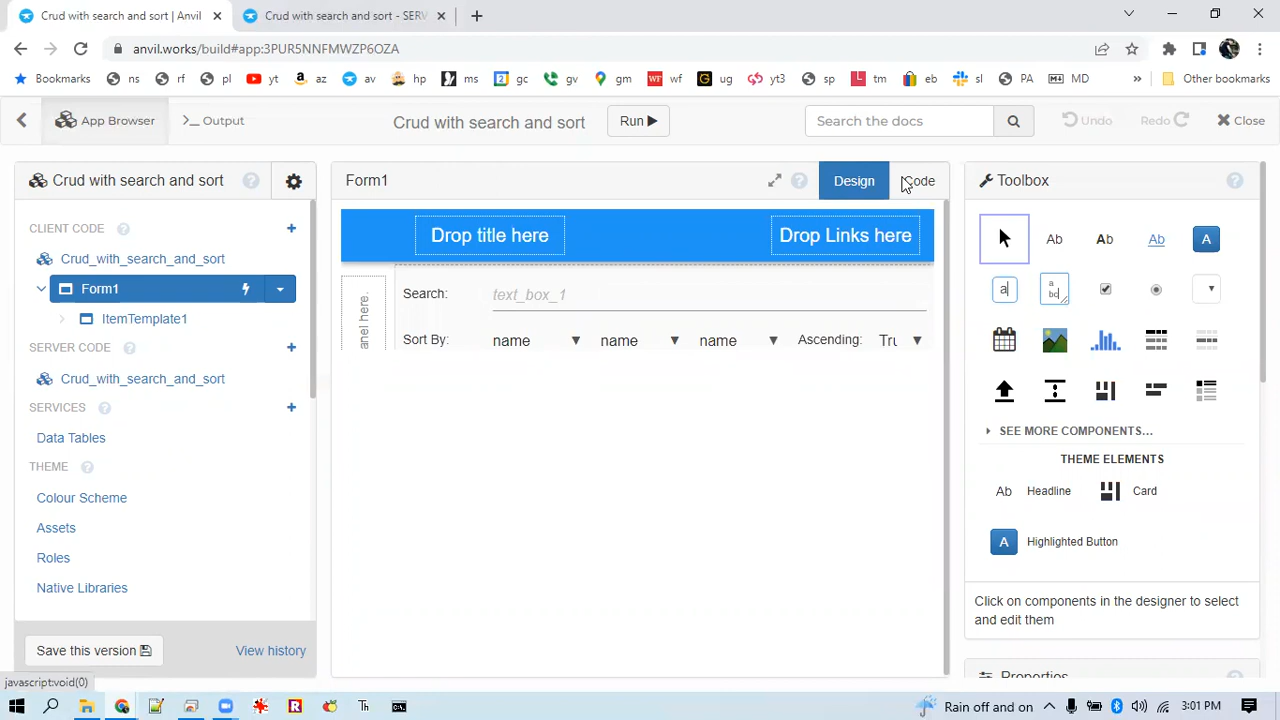 Crud with search and sort | Anvil
Crud with search and sort - SERV
anvil.works/build#app:3PUR5NNFMWZP6OZA
Bookmarks ns rf pl yt az av hp ms gc gv gm wf ug yt3 sp tm eb sl PA MD » Other bookmarks
App Browser
Output
Crud with search and sort
Run
Search the docs
Undo
Redo
Close
Crud with search and sort
Form1
Design
Code
Toolbox
CLIENT CODE
Crud_with_search_and_sort
Form1
ItemTemplate1
SERVER CODE
Crud_with_search_and_sort
SERVICES
Data Tables
THEME
Colour Scheme
Assets
Roles
Native Libraries
Save this version
View history
javascript:void(0)
Drop title here
Drop Links here
anel here.
Search: text_box_1
Sort By: name name name Ascending: Tru
Ab Ab Ab A
a
a
bc
SEE MORE COMPONENTS...
THEME ELEMENTS
Ab Headline Card
A Highlighted Button
Click on components in the designer to select
and edit them
Properties
Th
Rain off and on
3:01 PM